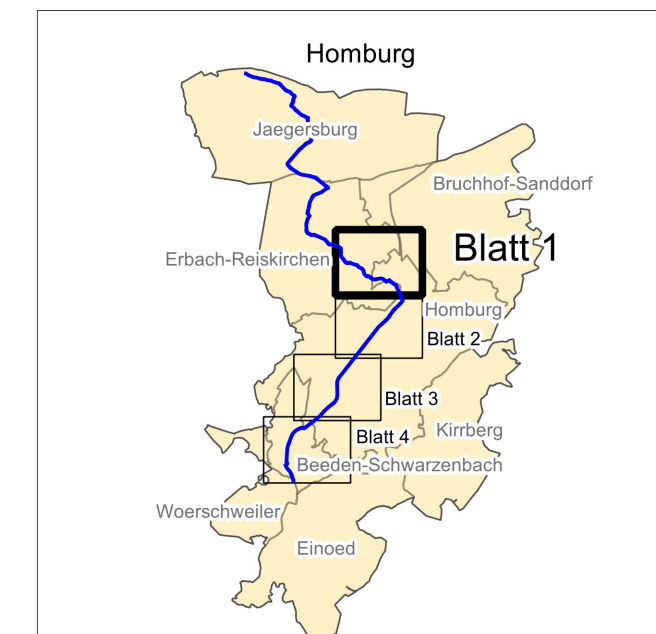 Homburg
Jaegersburg
Bruchhof-Sanddorf
Blatt 1
Erbach-Reiskirchen
Homburg
Blatt 2
Blatt 3
Blatt 4
Kirrberg
Beeden-Schwarzenbach
Woerschweiler
Einoed